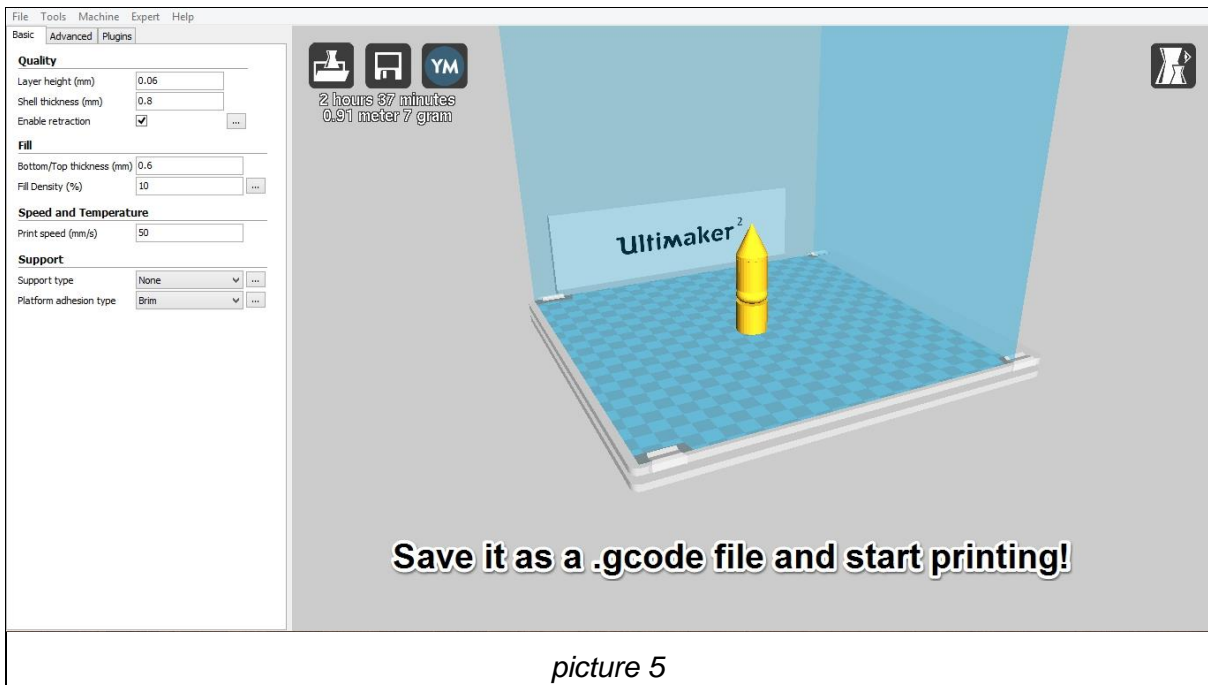 File Tools Machine Expert Help
Basic Advanced Plugins
Quality
Layer height (mm) 0.06
Shell thickness (mm) 0.8
Enable retraction ...
Fill
Bottom/Top thickness (mm) 0.6
Fill Density (%) 10 ...
Speed and Temperature
Print speed (mm/s) 50
Support
Support type None ...
Platform adhesion type Brim ...
YM
2 hours 37 minutes
0.91 meter 7 gram
Ultimaker²
Save it as a .gcode file and start printing!
picture 5